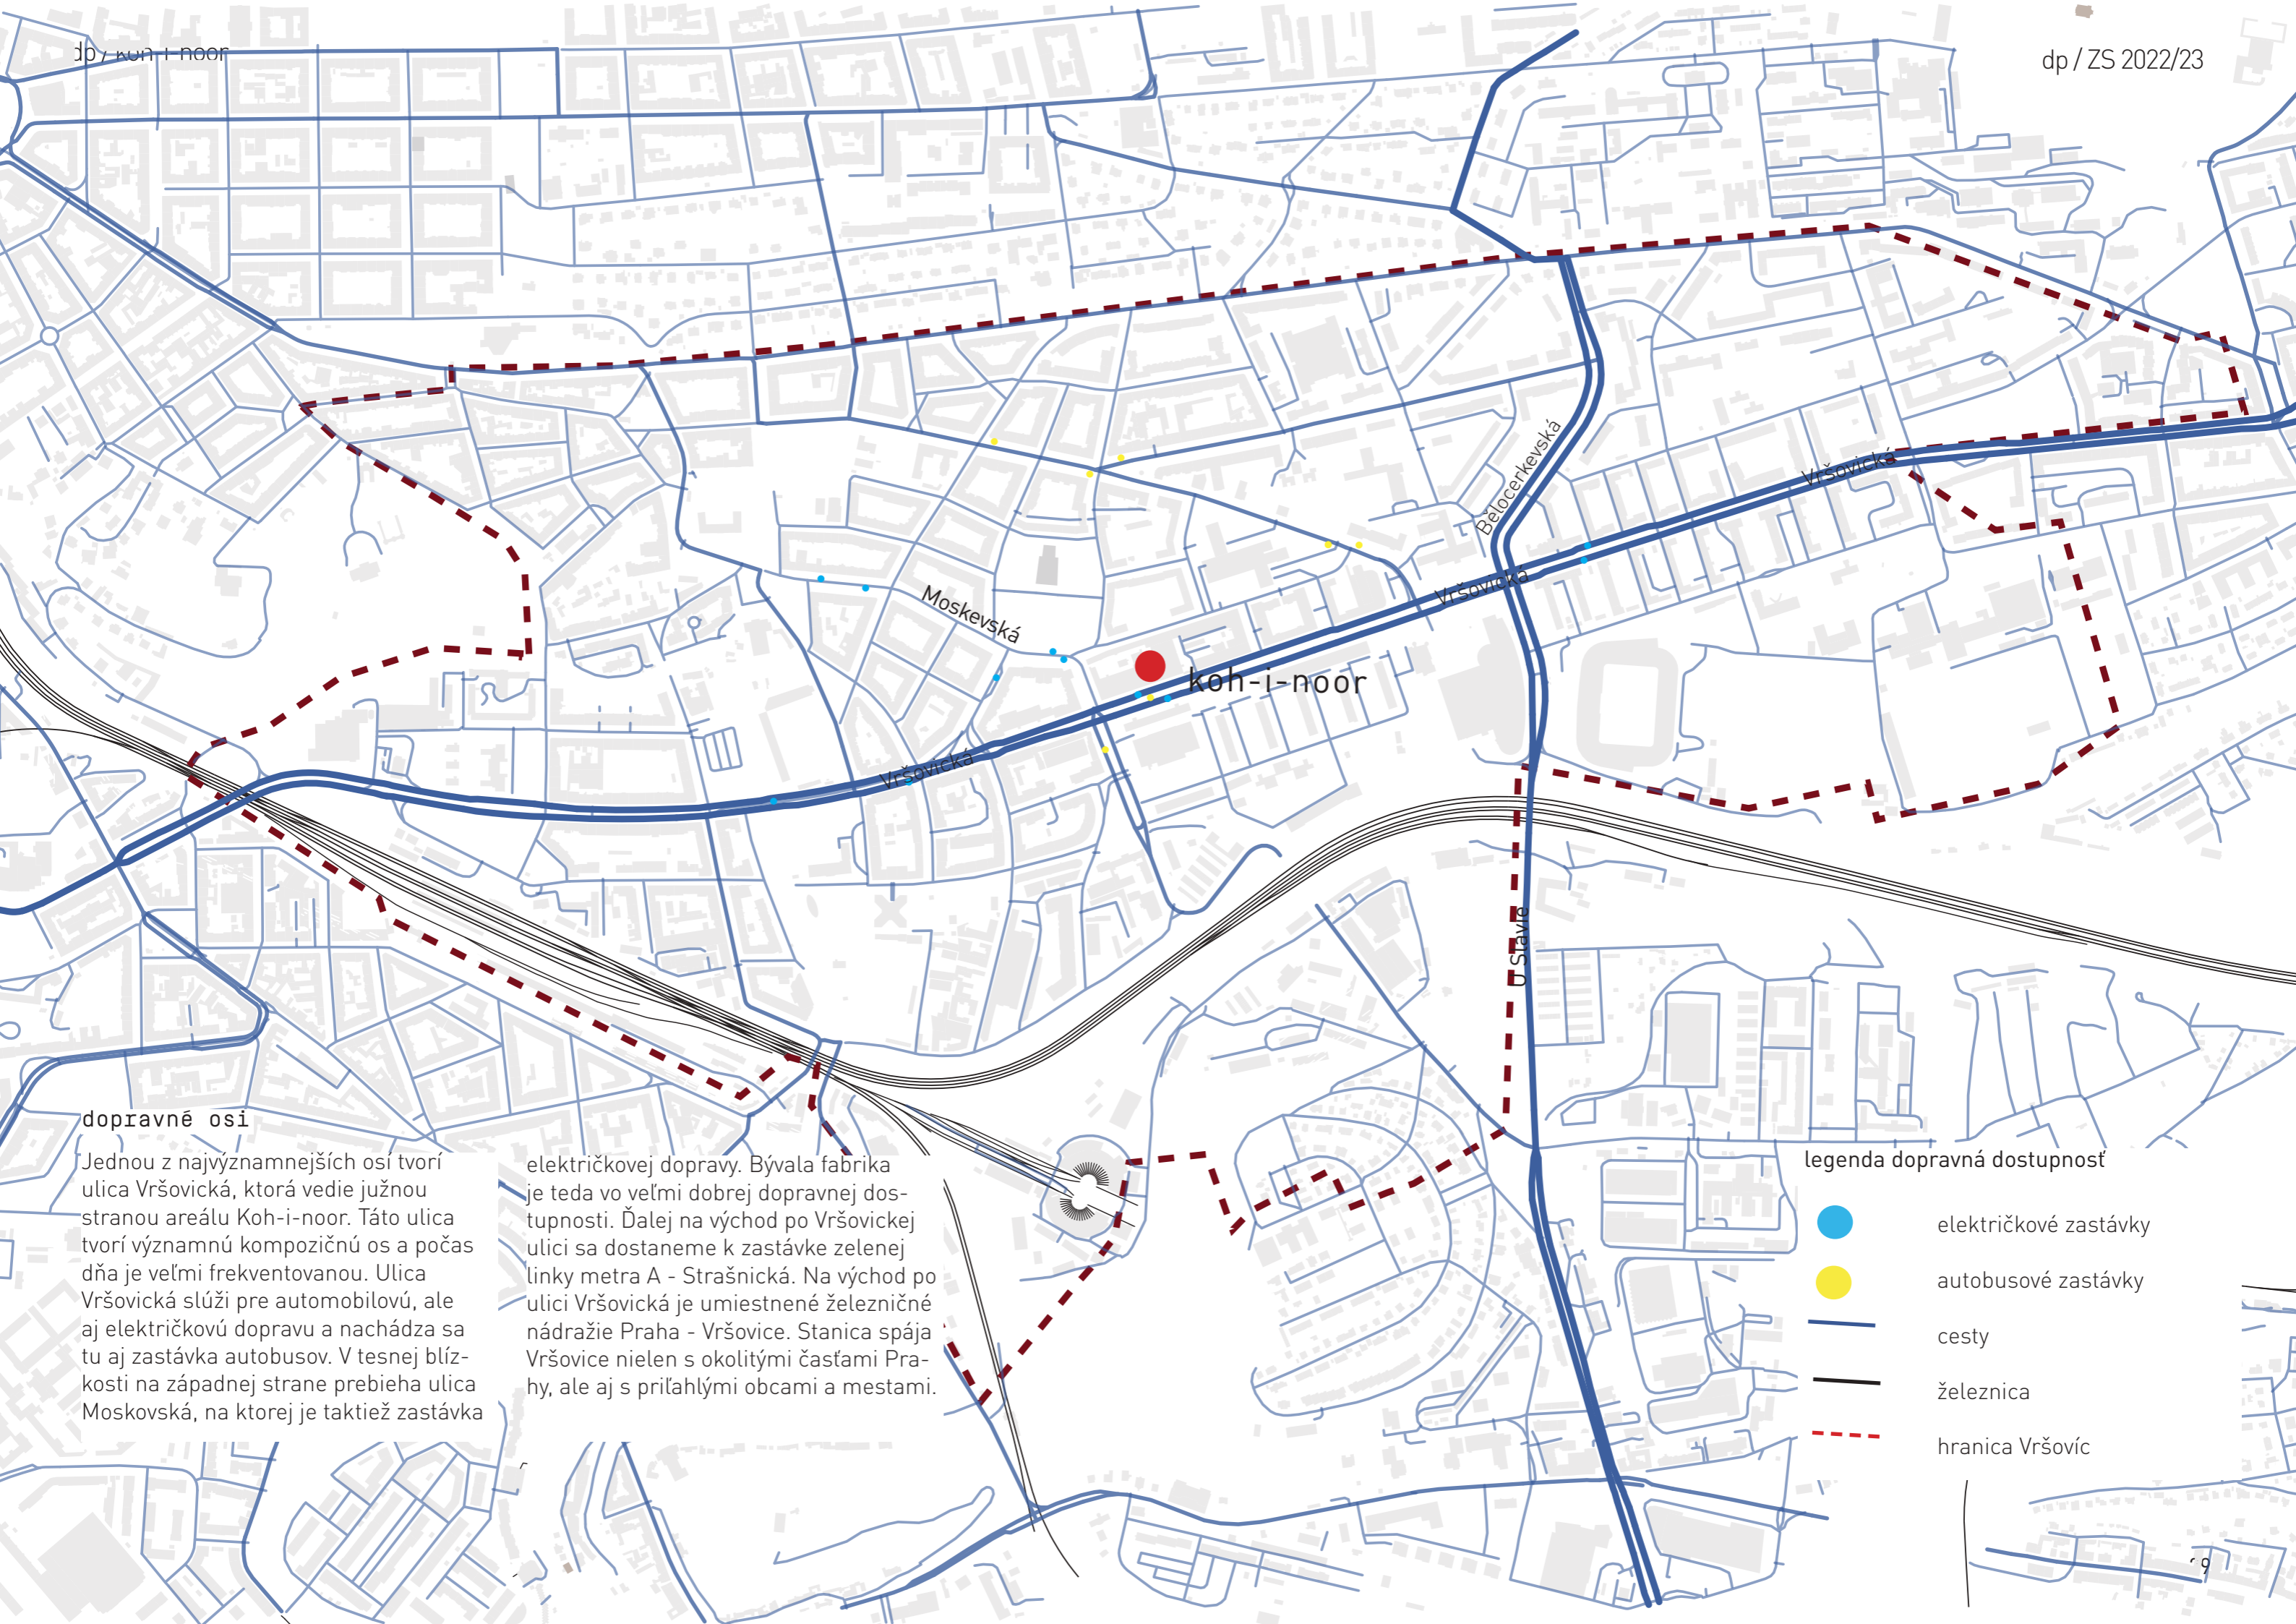 dp / koh-i-noor
dp / ZS 2022/23
Bělocerkevská
Vršovická
Vršovická
Moskevská
koh-i-noor
Vršovická
U Slavie
dopravné osi
Jednou z najvýznamnejších osí tvorí
ulica Vršovická, ktorá vedie južnou
stranou areálu Koh-i-noor. Táto ulica
tvorí významnú kompozičnú os a počas
dňa je veľmi frekventovanou. Ulica
Vršovická slúži pre automobilovú, ale
aj električkovú dopravu a nachádza sa
tu aj zastávka autobusov. V tesnej blíz-
kosti na západnej strane prebieha ulica
Moskovská, na ktorej je taktiež zastávka
električkovej dopravy. Bývala fabrika
je teda vo veľmi dobrej dopravnej dos-
tupnosti. Ďalej na východ po Vršovickej
ulici sa dostaneme k zastávke zelenej
linky metra A - Strašnická. Na východ po
ulici Vršovická je umiestnené železničné
nádražie Praha - Vršovice. Stanica spája
Vršovice nielen s okolitými časťami Pra-
hy, ale aj s priľahlými obcami a mestami.
legenda dopravná dostupnosť
električkové zastávky
autobusové zastávky
cesty
železnica
hranica Vršovíc